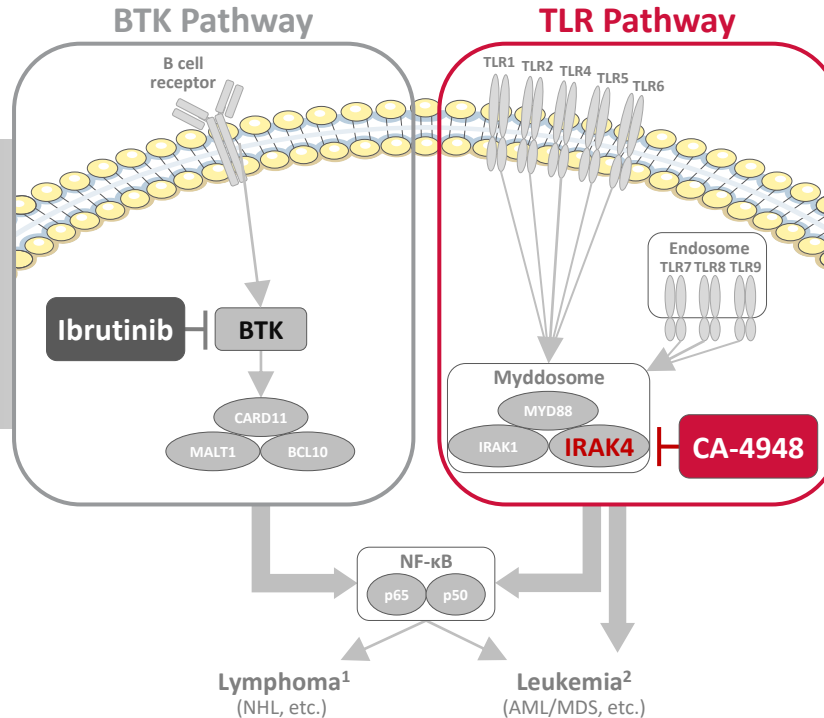 BTK Pathway
B cell
receptor
Ibrutinib
BTK
CARD11
MALT1
BCL10
TLR Pathway
TLR1
TLR2
TLR4
TLR5
TLR6
Endosome
TLR7 TLR8 TLR9
Myddosome
MYD88
IRAK1
IRAK4
CA-4948
NF-κB
p65
p50
Lymphoma¹
(NHL, etc.)
Leukemia²
(AML/MDS, etc.)